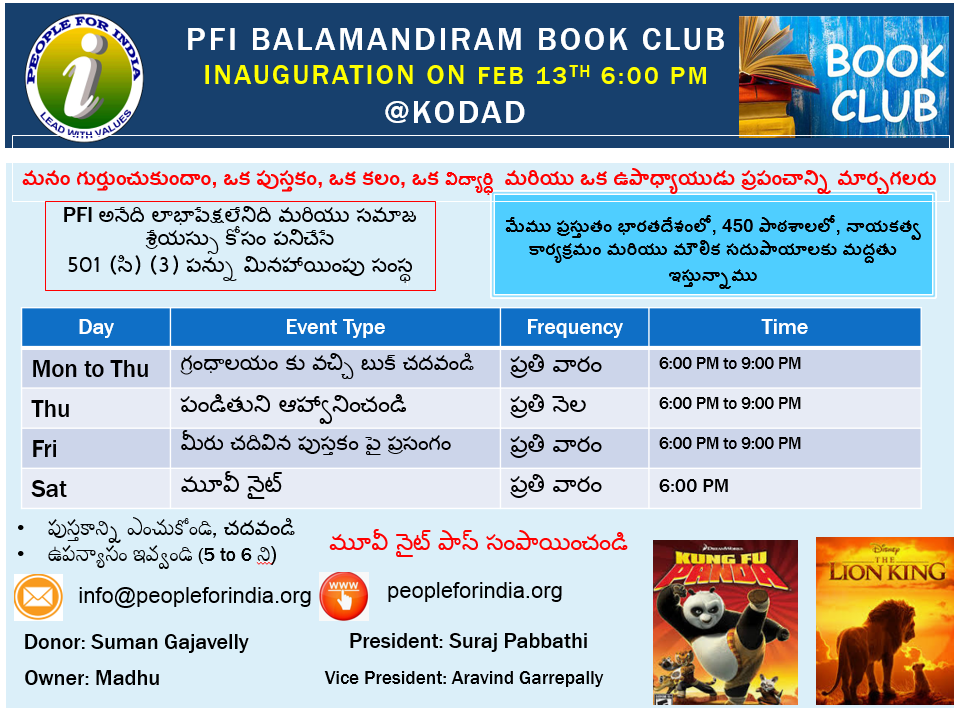 PEOPLE FOR INDIA
LEAD WITH VALUES
PFI BALAMANDIRAM BOOK CLUB
INAUGURATION ON FEB 13TH 6:00 PM
@KODAD
BOOK
CLUB
మనం గుర్తుంచుకుందాం, ఒక పుస్తకం, ఒక కలం, ఒక విద్యార్థి మరియు ఒక ఉపాధ్యాయుడు ప్రపంచాన్ని మార్చగలరు
PFI అనేది లాభాపేక్షలేనిది మరియు సమాజ
శ్రేయస్సు కోసం పనిచేసే
501 (సి) (3) పన్ను మినహాయింపు సంస్థ
మేము ప్రస్తుతం భారతదేశంలో, 450 పాఠశాలలో, నాయకత్వ
కార్యక్రమం మరియు మౌలిక సదుపాయాలకు మద్దతు
ఇస్తున్నాము
Day Event Type Frequency Time
Mon to Thu గ్రంధాలయం కు వచ్చి బుక్ చదవండి ప్రతి వారం 6:00 PM to 9:00 PM
Thu పండితుని ఆహ్వానించండి ప్రతి నెల 6:00 PM to 9:00 PM
Fri మీరు చదివిన పుస్తకం పై ప్రసంగం ప్రతి వారం 6:00 PM to 9:00 PM
Sat మూవీ నైట్ ప్రతి వారం 6:00 PM
• పుస్తకాన్ని ఎంచుకోండి, చదవండి
• ఉపన్యాసం ఇవ్వండి (5 to 6 ని)
మూవీ నైట్ పాస్ సంపాయించండి
info@peopleforindia.org
WWW
peopleforindia.org
Donor: Suman Gajavelly
President: Suraj Pabbathi
Owner: Madhu
Vice President: Aravind Garrepally
DreamWorks
KUNG FU
PANDA
Disney
THE
LION KING